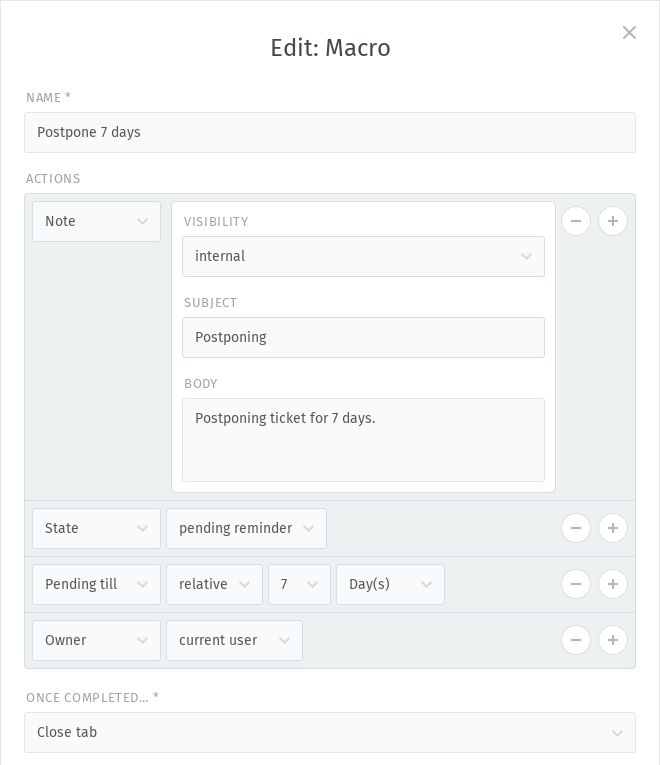 Edit: Macro
NAME *
Postpone 7 days
ACTIONS
Note
VISIBILITY
internal
SUBJECT
Postponing
BODY
Postponing ticket for 7 days.
State pending reminder
Pending till relative 7 Day(s)
Owner current user
ONCE COMPLETED... *
Close tab